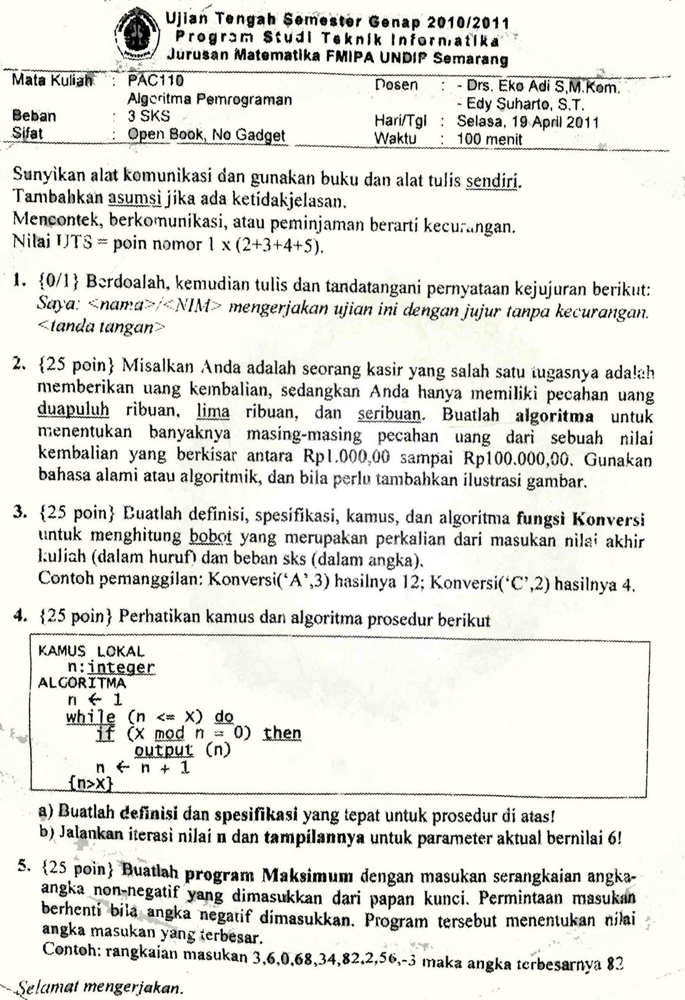 Ujian Tengah Semester Genap 2010/2011
Program Studi Teknik Informatika
Jurusan Matematika FMIPA UNDIP Semarang
Mata Kuliah : PAC110 Dosen : - Drs. Eko Adi S,M.Kom.
Algoritma Pemrograman - Edy Suharto, S.T.
Beban : 3 SKS Hari/Tgl : Selasa, 19 April 2011
Sifat : Open Book, No Gadget Waktu : 100 menit
Sunyikan alat komunikasi dan gunakan buku dan alat tulis sendiri.
Tambahkan asumsi jika ada ketidakjelasan.
Mencontek, berkomunikasi, atau peminjaman berarti kecurangan.
Nilai UTS = poin nomor 1 x (2+3+4+5).
1. {0/1} Berdoalah, kemudian tulis dan tandatangani pernyataan kejujuran berikut:
Saya: <nama>/<NIM> mengerjakan ujian ini dengan jujur tanpa kecurangan.
<tanda tangan>
2. {25 poin} Misalkan Anda adalah seorang kasir yang salah satu tugasnya adalah
memberikan uang kembalian, sedangkan Anda hanya memiliki pecahan uang
duapuluh ribuan, lima ribuan, dan seribuan. Buatlah algoritma untuk
menentukan banyaknya masing-masing pecahan uang dari sebuah nilai
kembalian yang berkisar antara Rp1.000,00 sampai Rp100.000,00. Gunakan
bahasa alami atau algoritmik, dan bila perlu tambahkan ilustrasi gambar.
3. {25 poin} Buatlah definisi, spesifikasi, kamus, dan algoritma fungsi Konversi
untuk menghitung bobot yang merupakan perkalian dari masukan nilai akhir
kuliah (dalam huruf) dan beban sks (dalam angka).
Contoh pemanggilan: Konversi(‘A’,3) hasilnya 12; Konversi(‘C’,2) hasilnya 4.
4. {25 poin} Perhatikan kamus dan algoritma prosedur berikut
KAMUS LOKAL
n:integer
ALGORITMA
n ← 1
while (n <= X) do
if (X mod n = 0) then
output (n)
n ← n + 1
{n>X}
a) Buatlah definisi dan spesifikasi yang tepat untuk prosedur di atas!
b) Jalankan iterasi nilai n dan tampilannya untuk parameter aktual bernilai 6!
5. {25 poin} Buatlah program Maksimum dengan masukan serangkaian angka-
angka non-negatif yang dimasukkan dari papan kunci. Permintaan masukan
berhenti bila angka negatif dimasukkan. Program tersebut menentukan nilai
angka masukan yang terbesar.
Contoh: rangkaian masukan 3,6,0,68,34,82,2,56,-3 maka angka terbesarnya 82
Selamat mengerjakan.